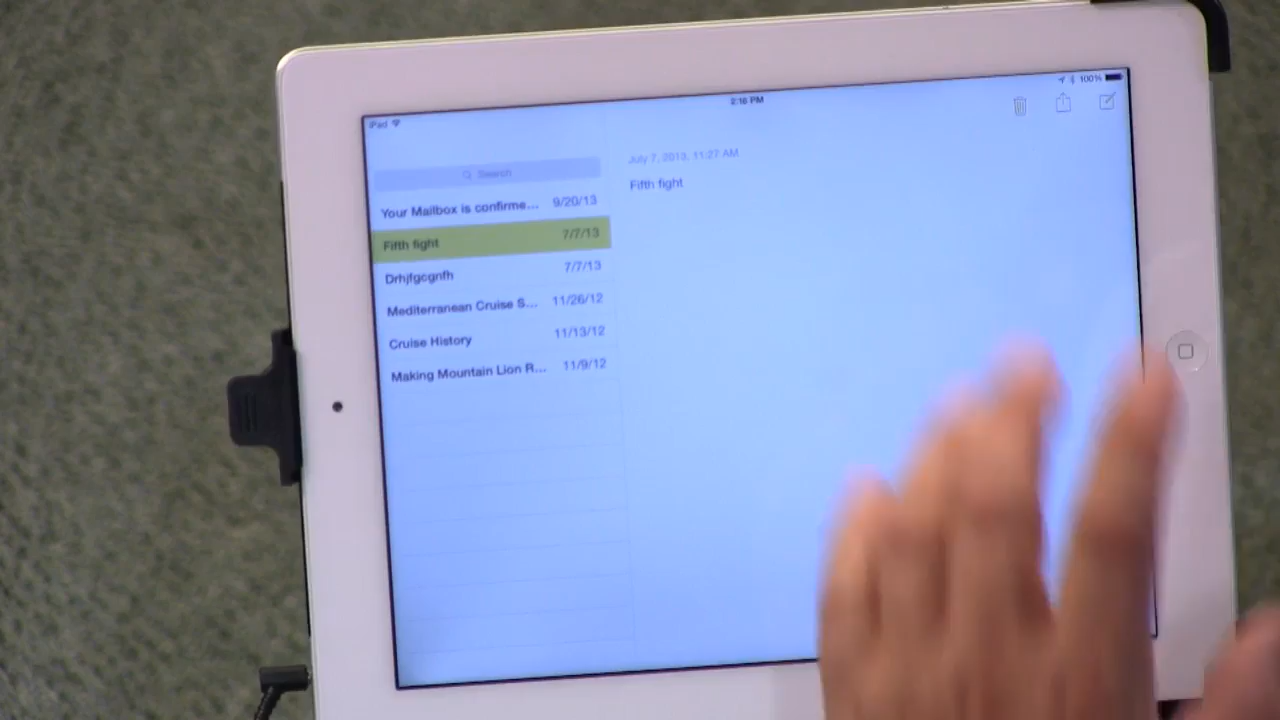 iPad
2:16 PM
100%
Search
Your Mailbox is confirme... 9/20/13
Fifth fight 7/7/13
Drhjfgcgnfh 7/7/13
Mediterranean Cruise S... 11/26/12
Cruise History 11/13/12
Making Mountain Lion R... 11/9/12
July 7, 2013, 11:27 AM
Fifth fight